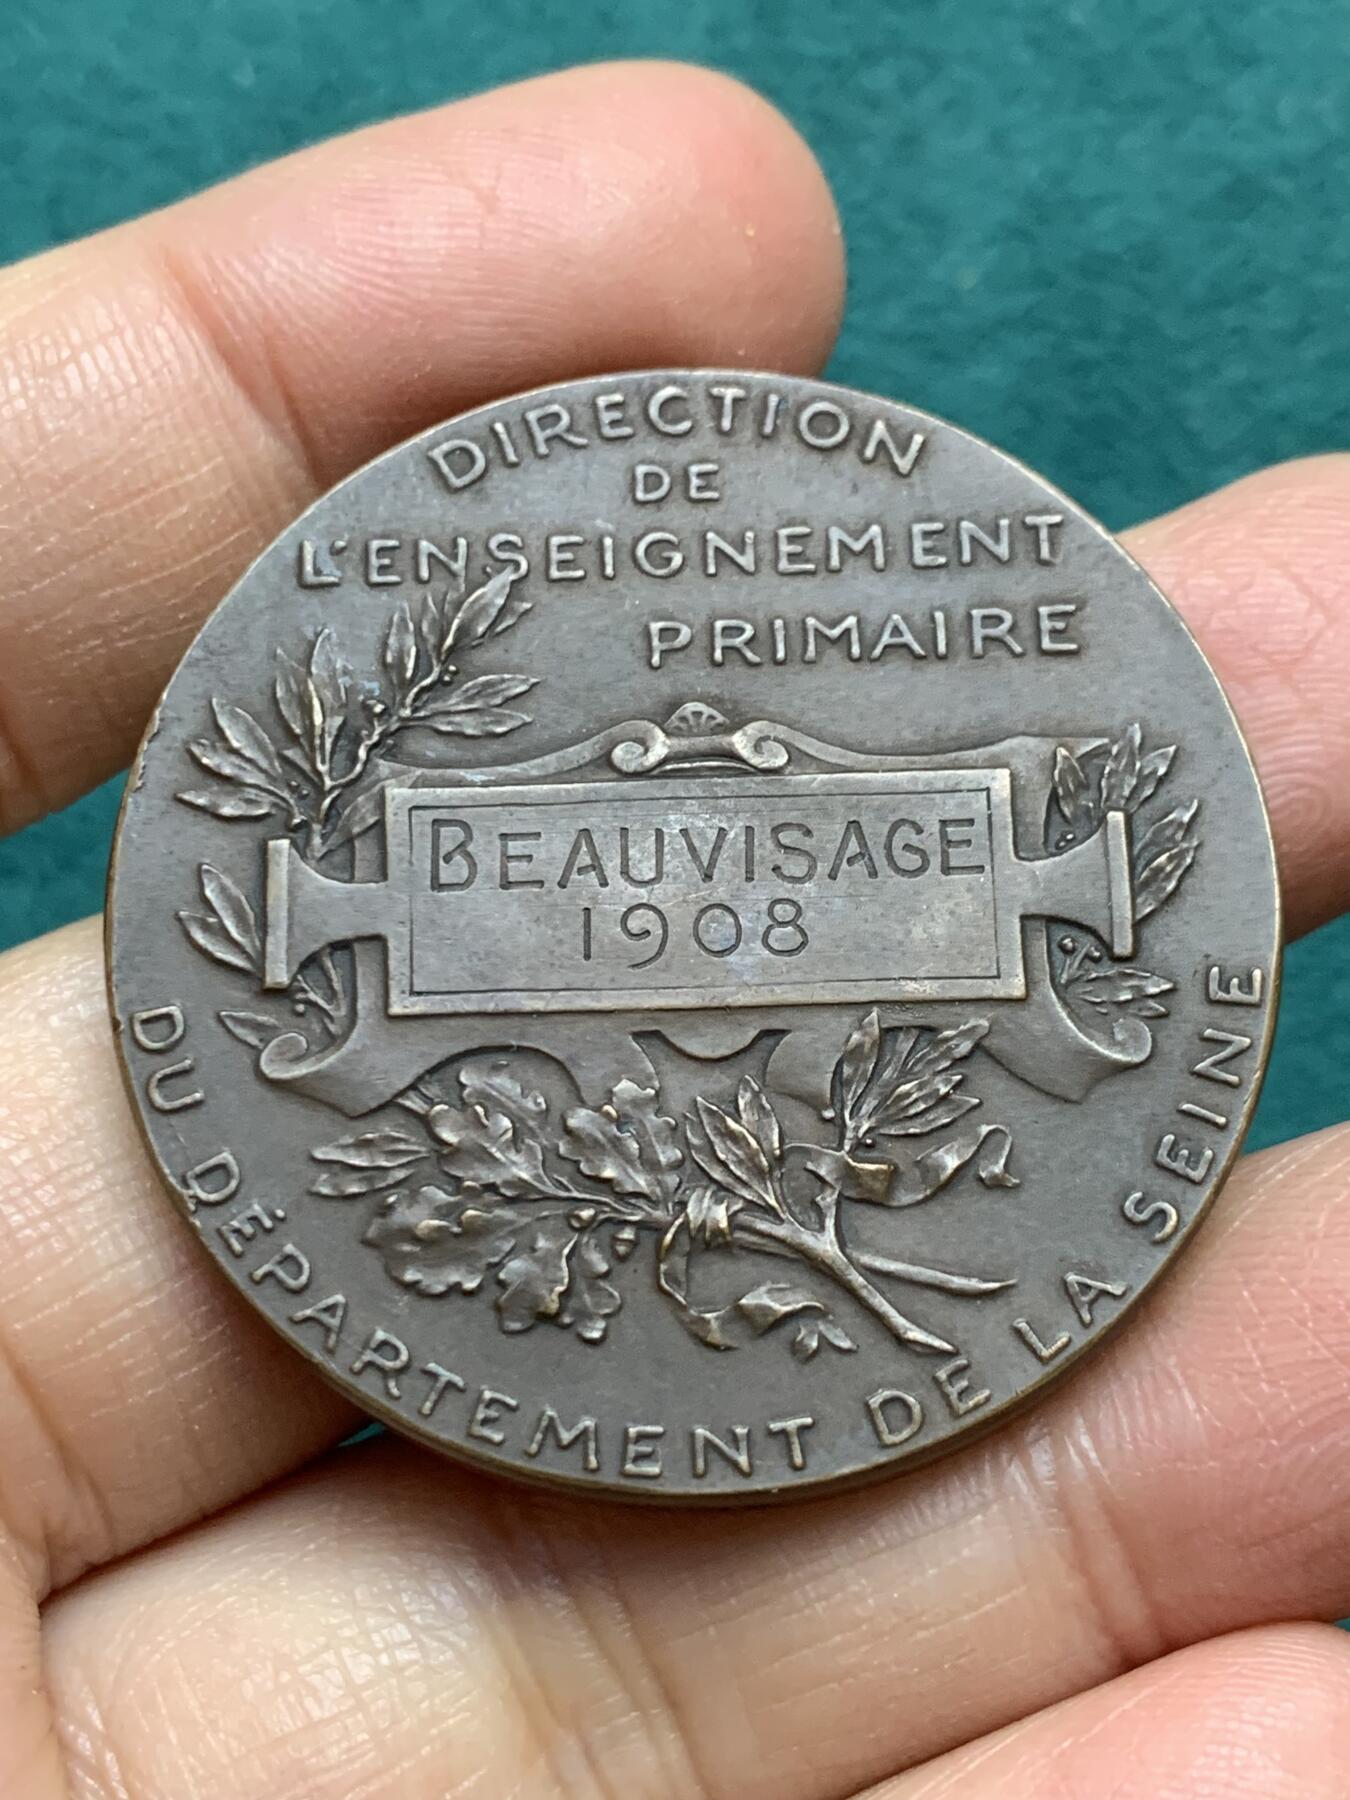 DIRECTION
DE
L'ENSEIGNEMENT
PRIMAIRE
BEAUVISAGE
1908
DU DÉPARTEMENT DE LA SEINE